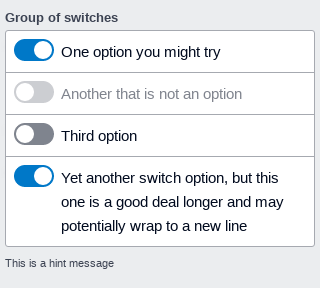 Group of switches
One option you might try
Another that is not an option
Third option
Yet another switch option, but this
one is a good deal longer and may
potentially wrap to a new line
This is a hint message